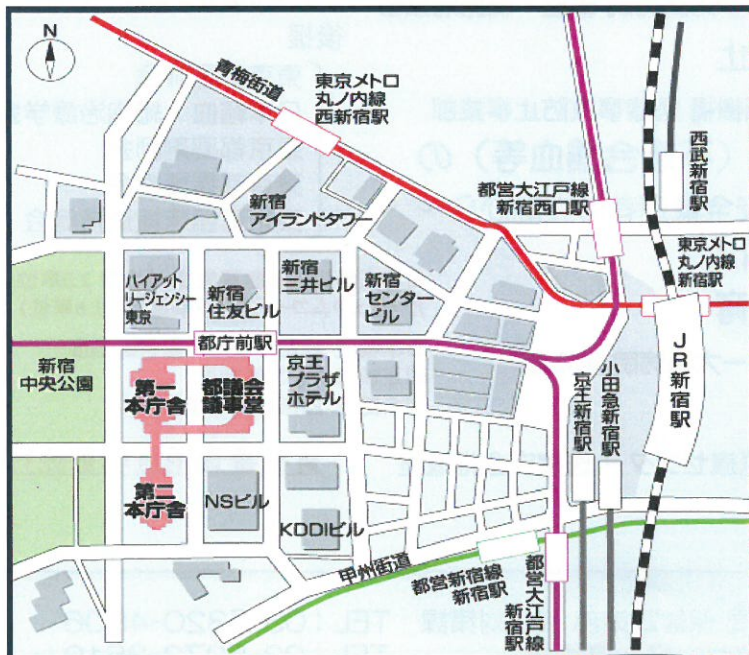 N
青梅街道
東京メトロ
丸ノ内線
西新宿駅
西武新宿駅
都営大江戸線
新宿西口駅
新宿
アイランドタワー
東京メトロ
丸ノ内線
新宿駅
ハイアット
リージェンシー
東京
新宿
住友ビル
新宿
三井ビル
新宿
センター
ビル
都庁前駅
JR新宿駅
新宿
中央公園
第一
本庁舎
都議会
議事堂
京王
プラザ
ホテル
小田急新宿駅
京王新宿駅
第二
本庁舎
NSビル
KDDIビル
甲州街道
都営新宿線
新宿駅
都営大江戸線
新宿駅